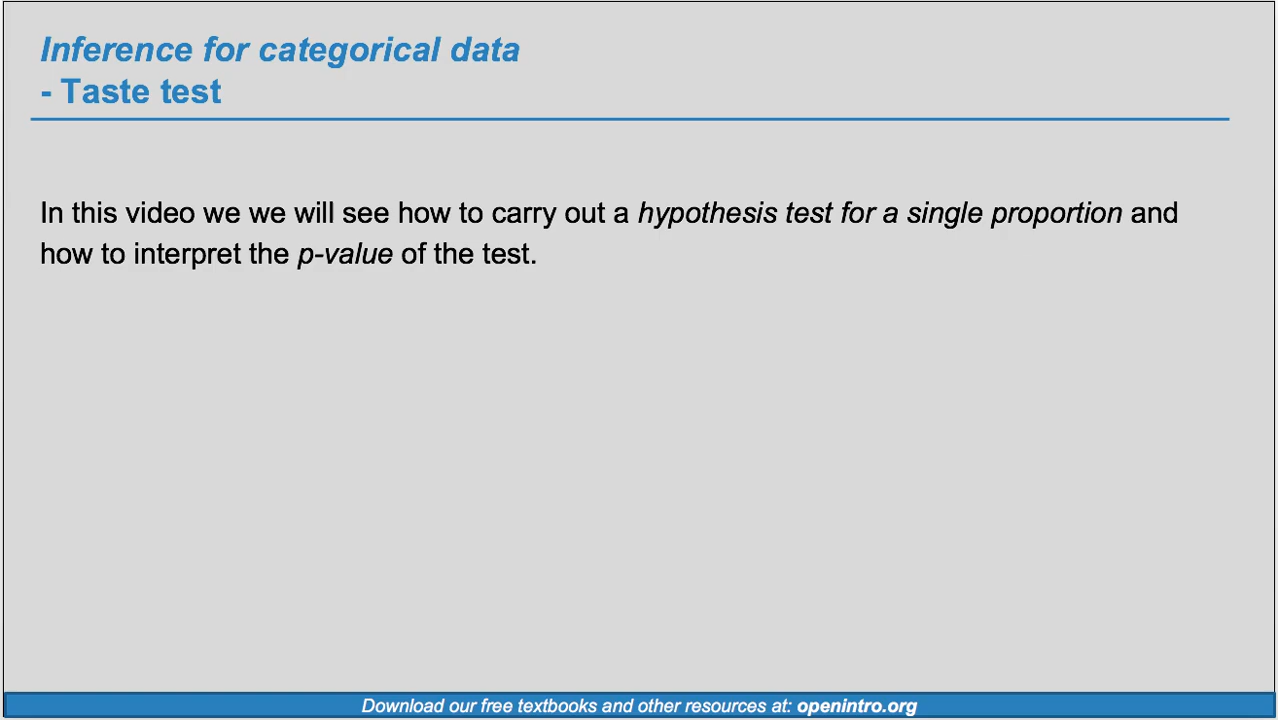 Inference for categorical data
- Taste test
In this video we we will see how to carry out a hypothesis test for a single proportion and
how to interpret the p-value of the test.
Download our free textbooks and other resources at: openintro.org